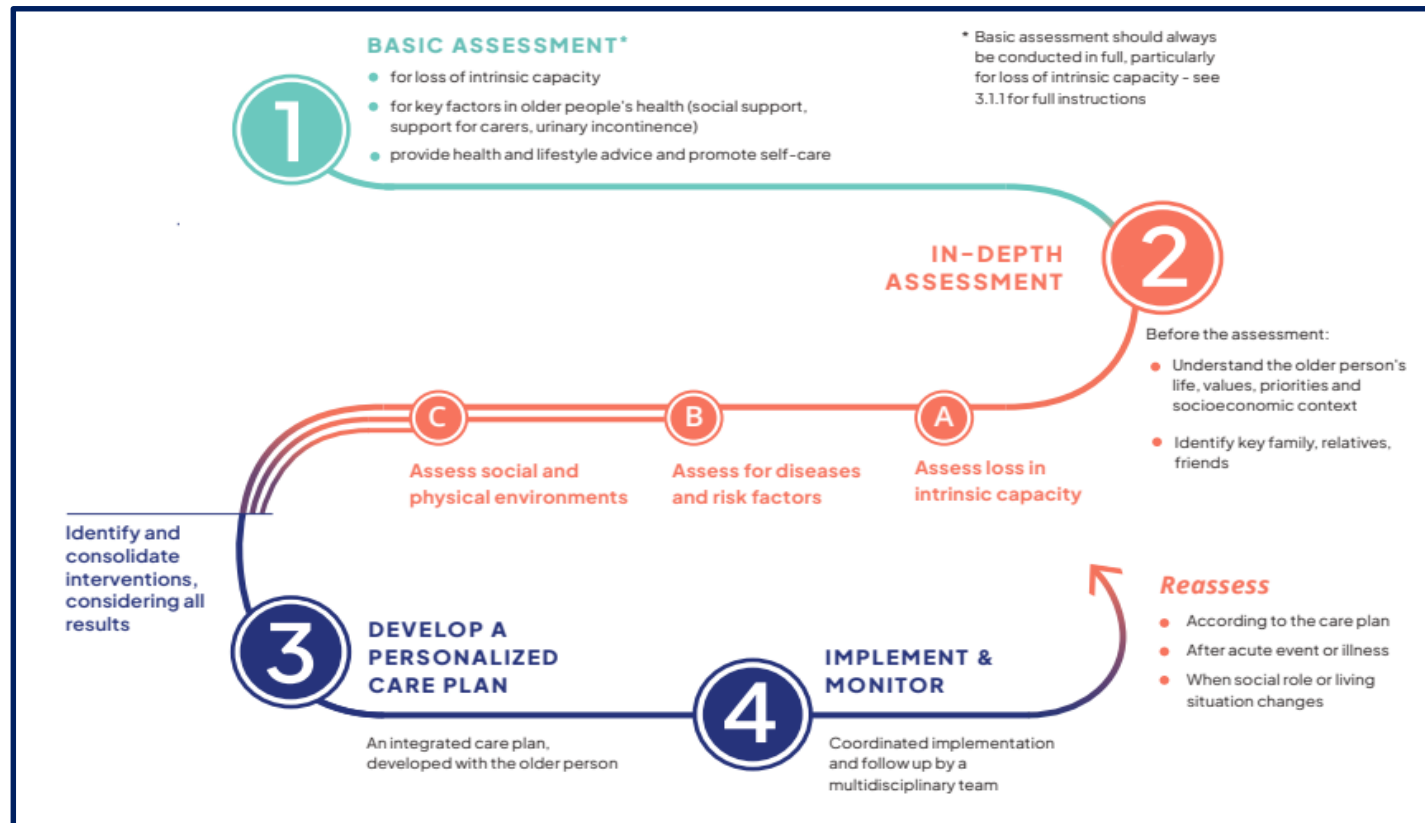 1
BASIC ASSESSMENT*
for loss of intrinsic capacity
for key factors in older people's health (social support,
support for carers, urinary incontinence)
provide health and lifestyle advice and promote self-care
* Basic assessment should always
be conducted in full, particularly
for loss of intrinsic capacity - see
3.1.1 for full instructions
2
IN-DEPTH
ASSESSMENT
Before the assessment:
Understand the older person's
life, values, priorities and
socioeconomic context
Identify key family, relatives,
friends
A
Assess loss in
intrinsic capacity
B
Assess for diseases
and risk factors
C
Assess social and
physical environments
Identify and
consolidate
interventions,
considering all
results
3
DEVELOP A
PERSONALIZED
CARE PLAN
An integrated care plan,
developed with the older person
4
IMPLEMENT &
MONITOR
Coordinated implementation
and follow up by a
multidisciplinary team
Reassess
According to the care plan
After acute event or illness
When social role or living
situation changes